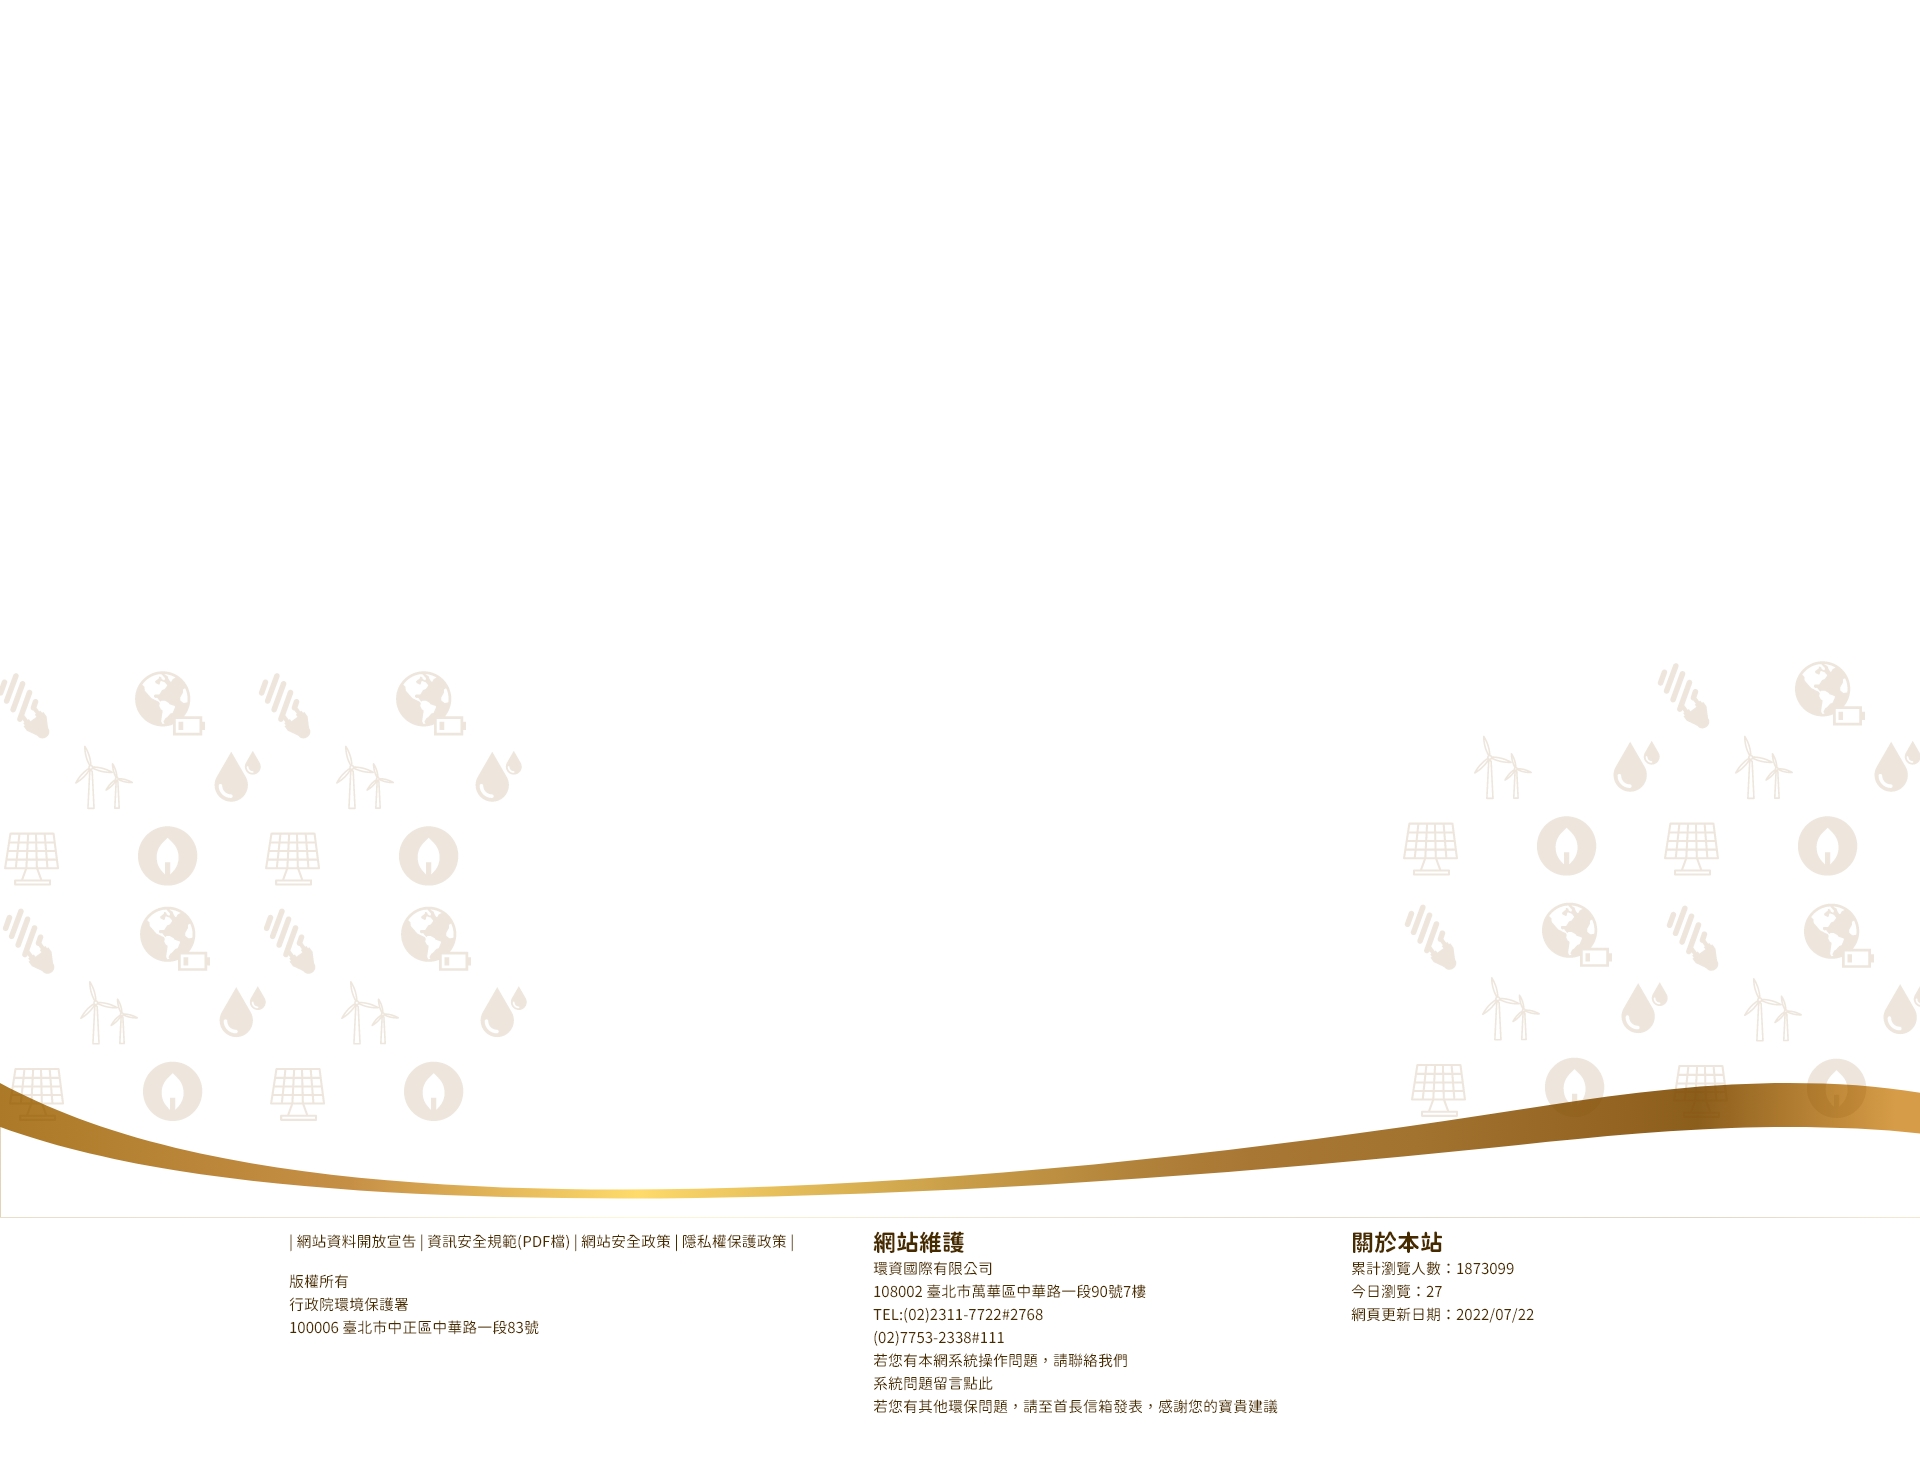 | 網站資料開放宣告 | 資訊安全規範(PDF檔) | 網站安全政策 | 隱私權保護政策 |
版權所有
行政院環境保護署
100006 臺北市中正區中華路一段83號
網站維護
環資國際有限公司
108002 臺北市萬華區中華路一段90號7樓
TEL:(02)2311-7722#2768
(02)7753-2338#111
若您有本網系統操作問題，請聯絡我們
系統問題留言點此
若您有其他環保問題，請至首長信箱發表，感謝您的寶貴建議
關於本站
累計瀏覽人數：1873099
今日瀏覽：27
網頁更新日期：2022/07/22